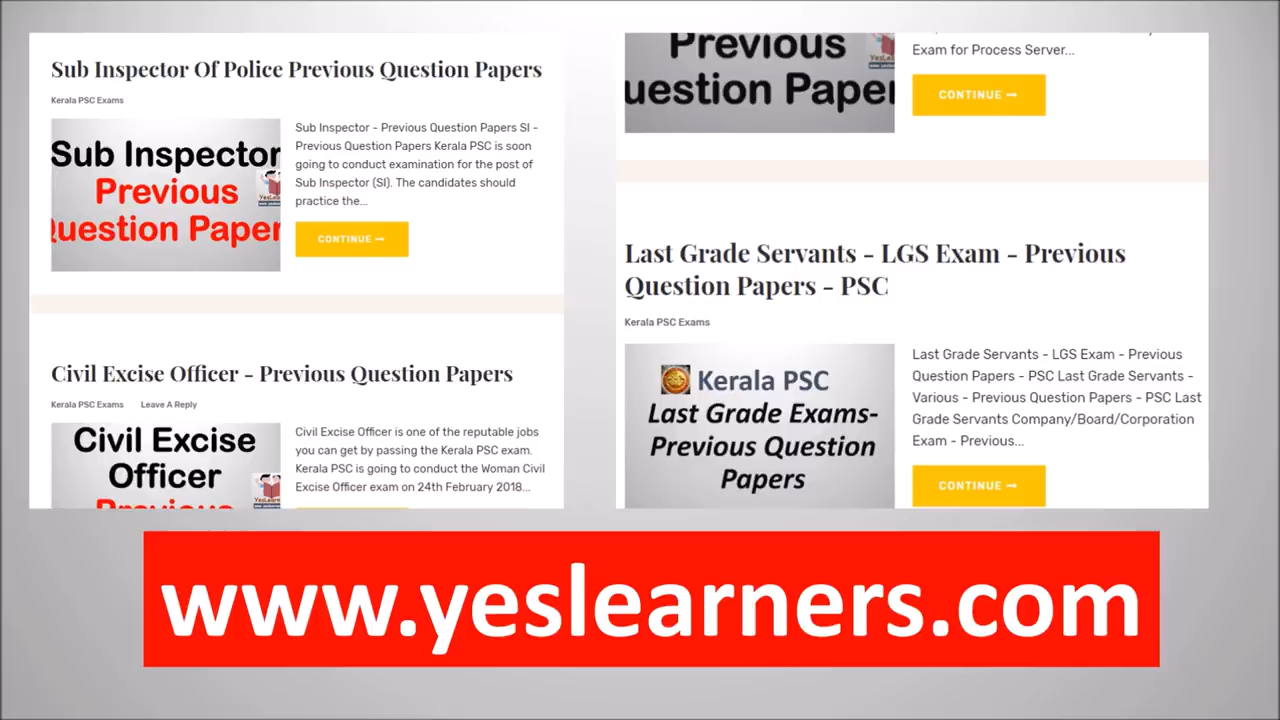 Sub Inspector Of Police Previous Question Papers
Kerala PSC Exams
Sub Inspector
Previous
Question Paper
YesLear
Sub Inspector - Previous Question Papers SI -
Previous Question Papers Kerala PSC is soon
going to conduct examination for the post of
Sub Inspector (SI). The candidates should
practice the...
CONTINUE →
Civil Excise Officer - Previous Question Papers
Kerala PSC Exams Leave A Reply
Civil Excise
Officer
Previous
YesLearn
Civil Excise Officer is one of the reputable jobs
you can get by passing the Kerala PSC exam.
Kerala PSC is going to conduct the Woman Civil
Excise Officer exam on 24th February 2018...
Previous
uestion Paper
Exam for Process Server...
CONTINUE →
Last Grade Servants - LGS Exam - Previous
Question Papers - PSC
Kerala PSC Exams
Kerala PSC
Last Grade Exams-
Previous Question
Papers
Last Grade Servants - LGS Exam - Previous
Question Papers - PSC Last Grade Servants -
Various - Previous Question Papers - PSC Last
Grade Servants Company/Board/Corporation
Exam - Previous...
CONTINUE →
www.yeslearners.com